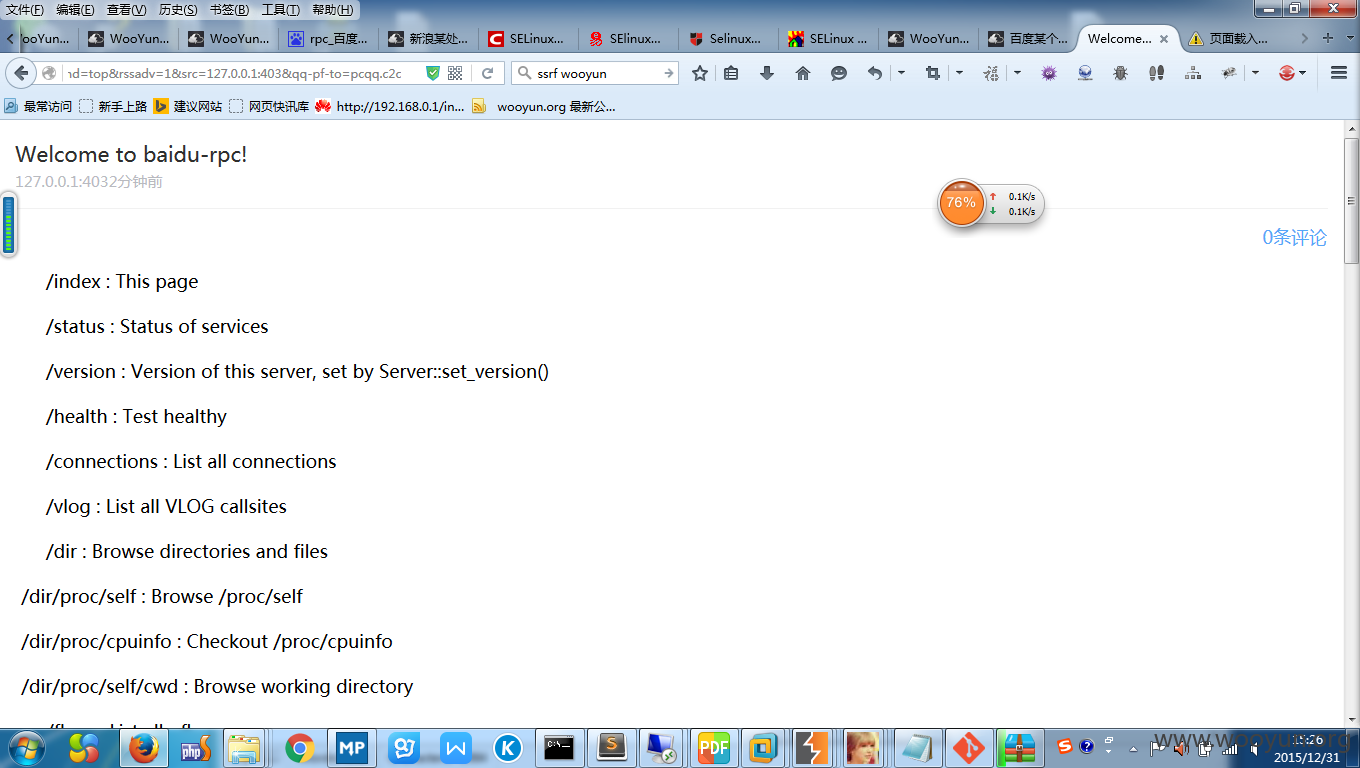 文件(F) 编辑(E) 查看(V) 历史(S) 书签(B) 工具(T) 帮助(H)
ooYun... WooYun... WooYun... rpc_百度... 新浪某处... SELinux... SElinux... Selinux... SELinux ... WooYun... 百度某个... Welcome... 页面载入...
nd=top&rssadv=1&src=127.0.0.1:403&qq-pf-to=pcqq.c2c ssrf wooyun
最常访问 新手上路 建议网站 网页快讯库 http://192.168.0.1/in... wooyun.org 最新公...
Welcome to baidu-rpc!
127.0.0.1:4032分钟前
76% 0.1K/s
0.1K/s
0条评论
/index : This page
/status : Status of services
/version : Version of this server, set by Server::set_version()
/health : Test healthy
/connections : List all connections
/vlog : List all VLOG callsites
/dir : Browse directories and files
/dir/proc/self : Browse /proc/self
/dir/proc/cpuinfo : Checkout /proc/cpuinfo
/dir/proc/self/cwd : Browse working directory
php MP W K C:\_ S PDF
www.wooyun.org
15:26
2015/12/31